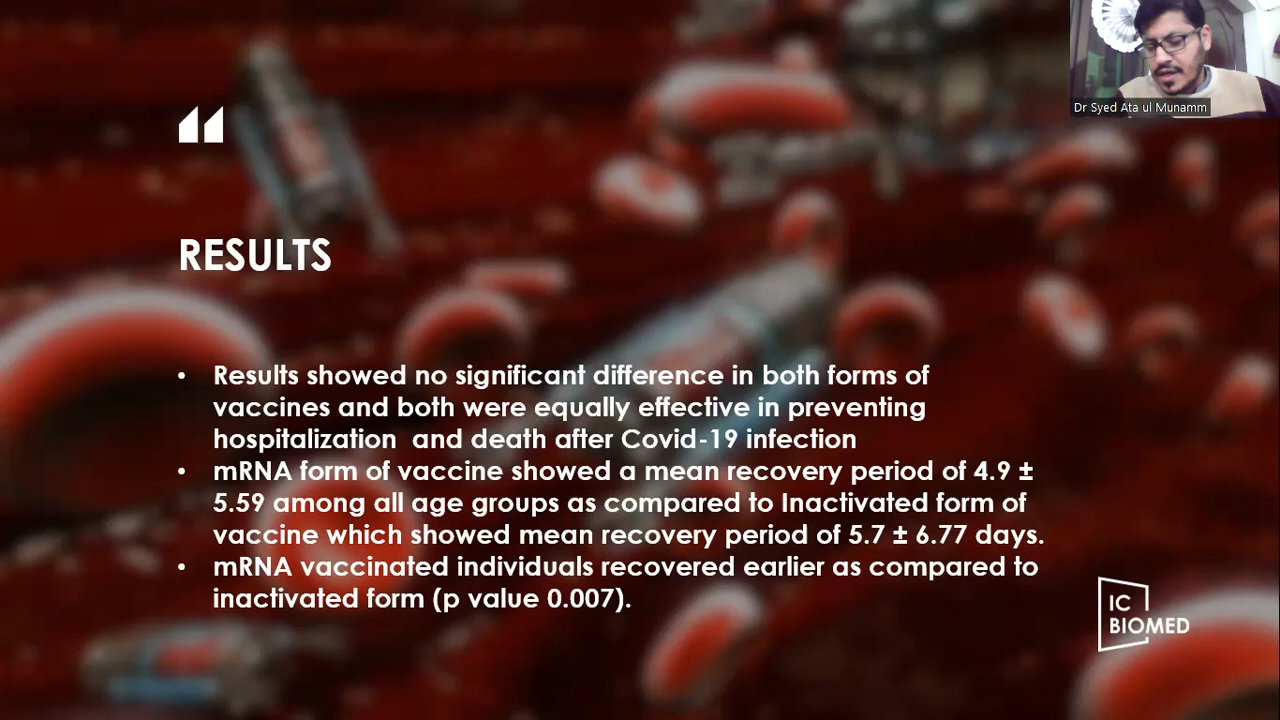 Dr Syed Ata ul Munamm
RESULTS
• Results showed no significant difference in both forms of
vaccines and both were equally effective in preventing
hospitalization and death after Covid-19 infection
• mRNA form of vaccine showed a mean recovery period of 4.9 ±
5.59 among all age groups as compared to Inactivated form of
vaccine which showed mean recovery period of 5.7 ± 6.77 days.
• mRNA vaccinated individuals recovered earlier as compared to
inactivated form (p value 0.007).
IC
BIOMED